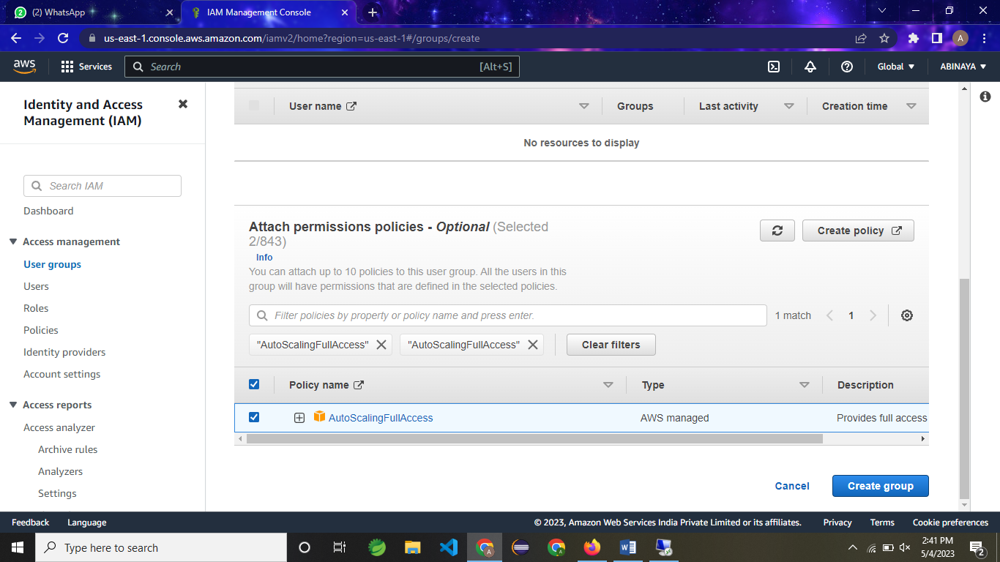 (2) WhatsApp
IAM Management Console
us-east-1.console.aws.amazon.com/iamv2/home?region=us-east-1#/groups/create
A
aws
Services
Search
[Alt+S]
Global
ABINAYA
Identity and Access
Management (IAM)
Search IAM
Dashboard
Access management
User groups
Users
Roles
Policies
Identity providers
Account settings
Access reports
Access analyzer
Archive rules
Analyzers
Settings
User name
Groups
Last activity
Creation time
No resources to display
Attach permissions policies - Optional (Selected
2/843)
Info
You can attach up to 10 policies to this user group. All the users in this
group will have permissions that are defined in the selected policies.
Create policy
Filter policies by property or policy name and press enter.
1 match
1
"AutoScalingFullAccess"
"AutoScalingFullAccess"
Clear filters
Policy name
Type
Description
AutoScalingFullAccess
AWS managed
Provides full access
Cancel
Create group
Feedback
Language
© 2023, Amazon Web Services India Private Limited or its affiliates.
Privacy
Terms
Cookie preferences
Type here to search
2:41 PM
5/4/2023
2